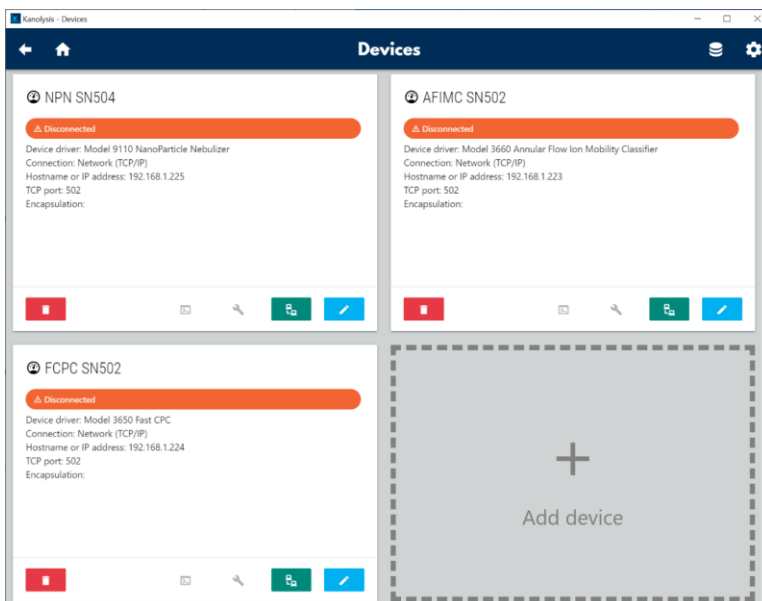 Kanolysis - Devices
Devices
NPN SN504
Disconnected
Device driver: Model 9110 NanoParticle Nebulizer
Connection: Network (TCP/IP)
Hostname or IP address: 192.168.1.225
TCP port: 502
Encapsulation:
AFIMC SN502
Disconnected
Device driver: Model 3660 Annular Flow Ion Mobility Classifier
Connection: Network (TCP/IP)
Hostname or IP address: 192.168.1.223
TCP port: 502
Encapsulation:
FCPC SN502
Disconnected
Device driver: Model 3650 Fast CPC
Connection: Network (TCP/IP)
Hostname or IP address: 192.168.1.224
TCP port: 502
Encapsulation:
Add device